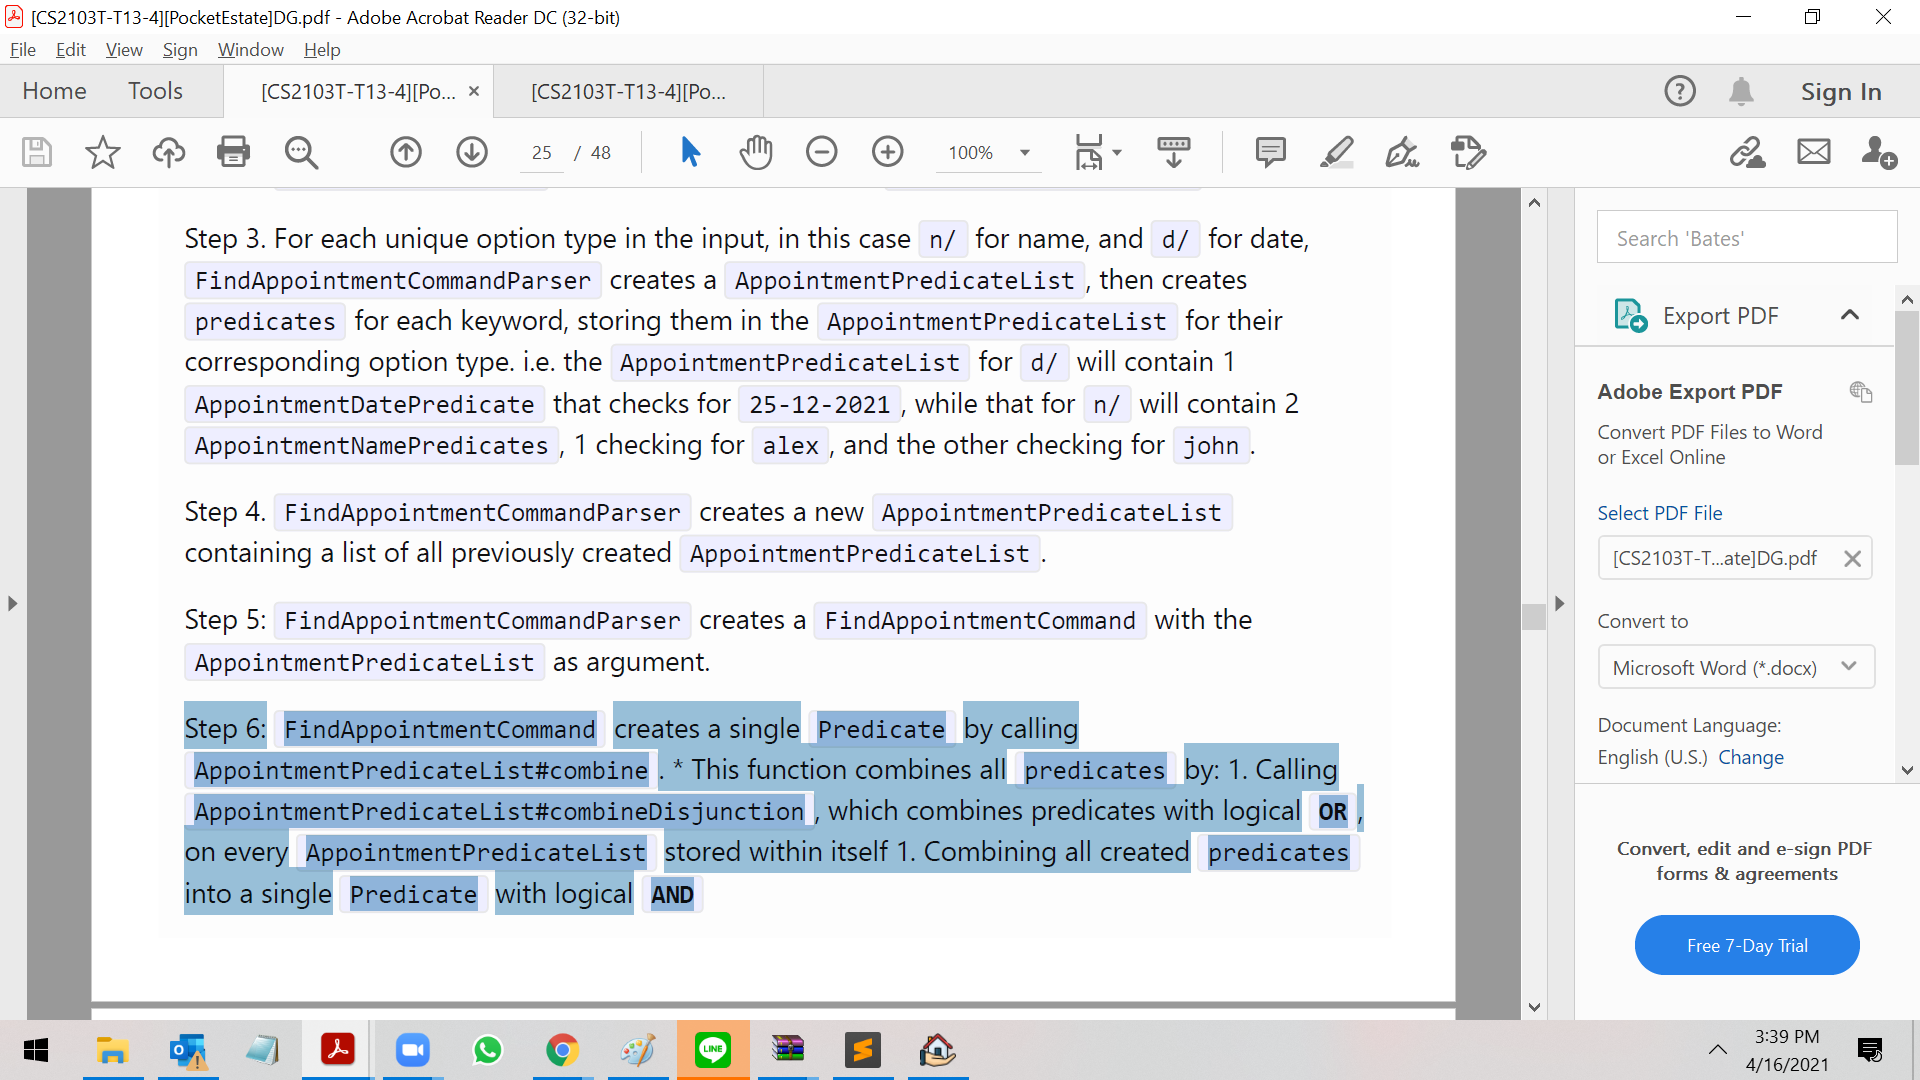 [CS2103T-T13-4][PocketEstate]DG.pdf - Adobe Acrobat Reader DC (32-bit)
File Edit View Sign Window Help
Home Tools [CS2103T-T13-4][Po... × [CS2103T-T13-4][Po... Sign In
25 / 48 100%
Step 3. For each unique option type in the input, in this case n/ for name, and d/ for date,
FindAppointmentCommandParser creates a AppointmentPredicateList , then creates
predicates for each keyword, storing them in the AppointmentPredicateList for their
corresponding option type. i.e. the AppointmentPredicateList for d/ will contain 1
AppointmentDatePredicate that checks for 25-12-2021 , while that for n/ will contain 2
AppointmentNamePredicates , 1 checking for alex , and the other checking for john .
Step 4. FindAppointmentCommandParser creates a new AppointmentPredicateList
containing a list of all previously created AppointmentPredicateList .
Step 5: FindAppointmentCommandParser creates a FindAppointmentCommand with the
AppointmentPredicateList as argument.
Step 6: FindAppointmentCommand creates a single Predicate by calling
AppointmentPredicateList#combine . * This function combines all predicates by: 1. Calling
AppointmentPredicateList#combineDisjunction , which combines predicates with logical OR ,
on every AppointmentPredicateList stored within itself 1. Combining all created predicates
into a single Predicate with logical AND
Search 'Bates'
Export PDF
Adobe Export PDF
Convert PDF Files to Word
or Excel Online
Select PDF File
[CS2103T-T...ate]DG.pdf
Convert to
Microsoft Word (*.docx)
Document Language:
English (U.S.) Change
Convert, edit and e-sign PDF
forms & agreements
Free 7-Day Trial
LINE
3:39 PM
4/16/2021